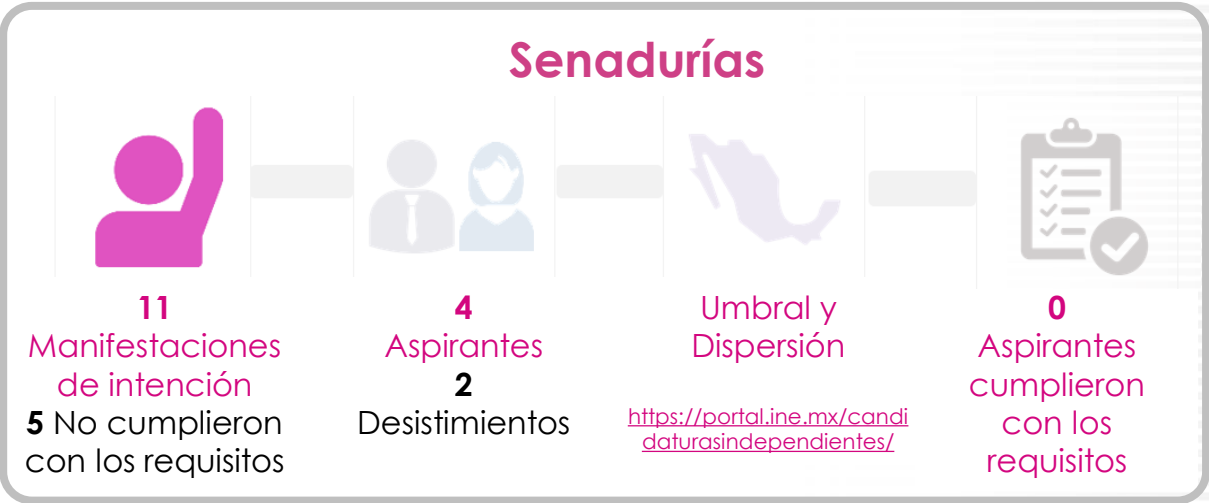 Senadurías
11
Manifestaciones
de intención
5 No cumplieron
con los requisitos
4
Aspirantes
2
Desistimientos
Umbral y
Dispersión
https://portal.ine.mx/candi
daturasindependientes/
0
Aspirantes
cumplieron
con los
requisitos